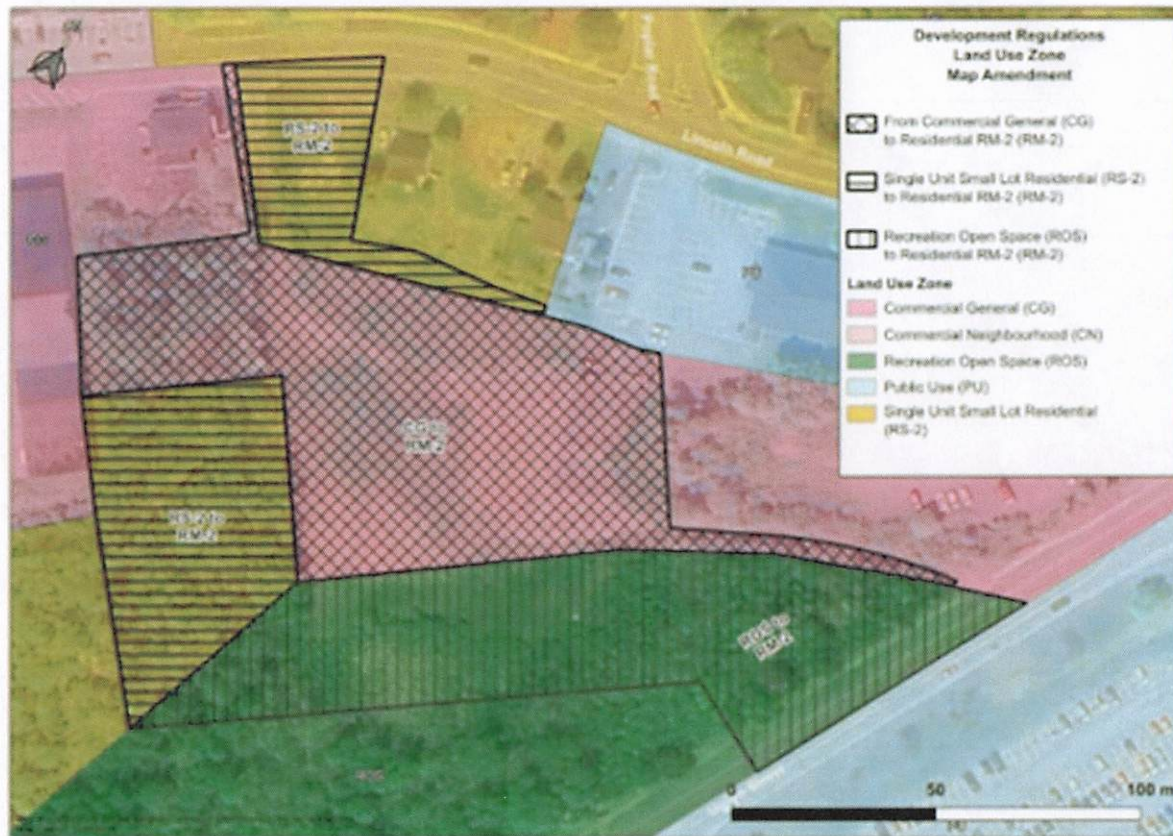 Development Regulations
Land Use Zone
Map Amendment
From Commercial General (CG)
to Residential RM-2 (RM-2)
Single Unit Small Lot Residential (RS-2)
to Residential RM-2 (RM-2)
Recreation Open Space (ROS)
to Residential RM-2 (RM-2)
Land Use Zone
Commercial General (CG)
Commercial Neighbourhood (CN)
Recreation Open Space (ROS)
Public Use (PU)
Single Unit Small Lot Residential
(RS-2)
RS-2 to
RM-2
Lincoln Road
PU
CG to
RM-2
RS-2 to
RM-2
ROS to
RM-2
ROS
0
50
100 m